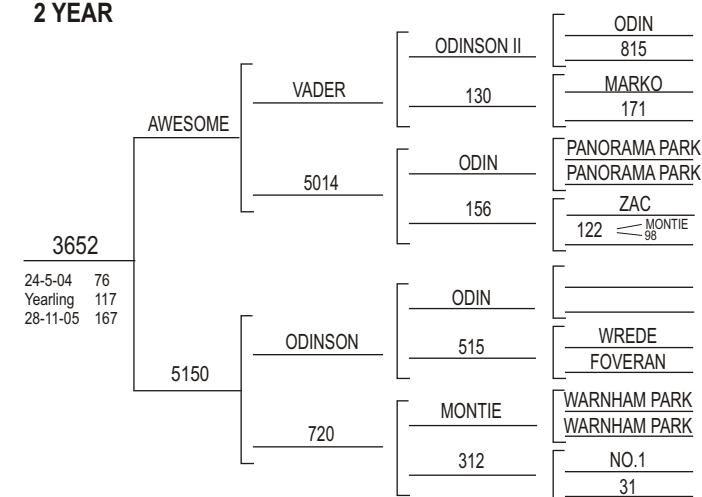 2 YEAR
ODIN
815
ODINSON II
MARKO
171
130
VADER
AWESOME
PANORAMA PARK
PANORAMA PARK
ODIN
5014
156
ZAC
122 MONTIE
98
3652
24-5-04 76
Yearling 117
28-11-05 167
ODIN
ODINSON
515
WREDE
FOVERAN
5150
WARNHAM PARK
WARNHAM PARK
MONTIE
720
312
NO.1
31